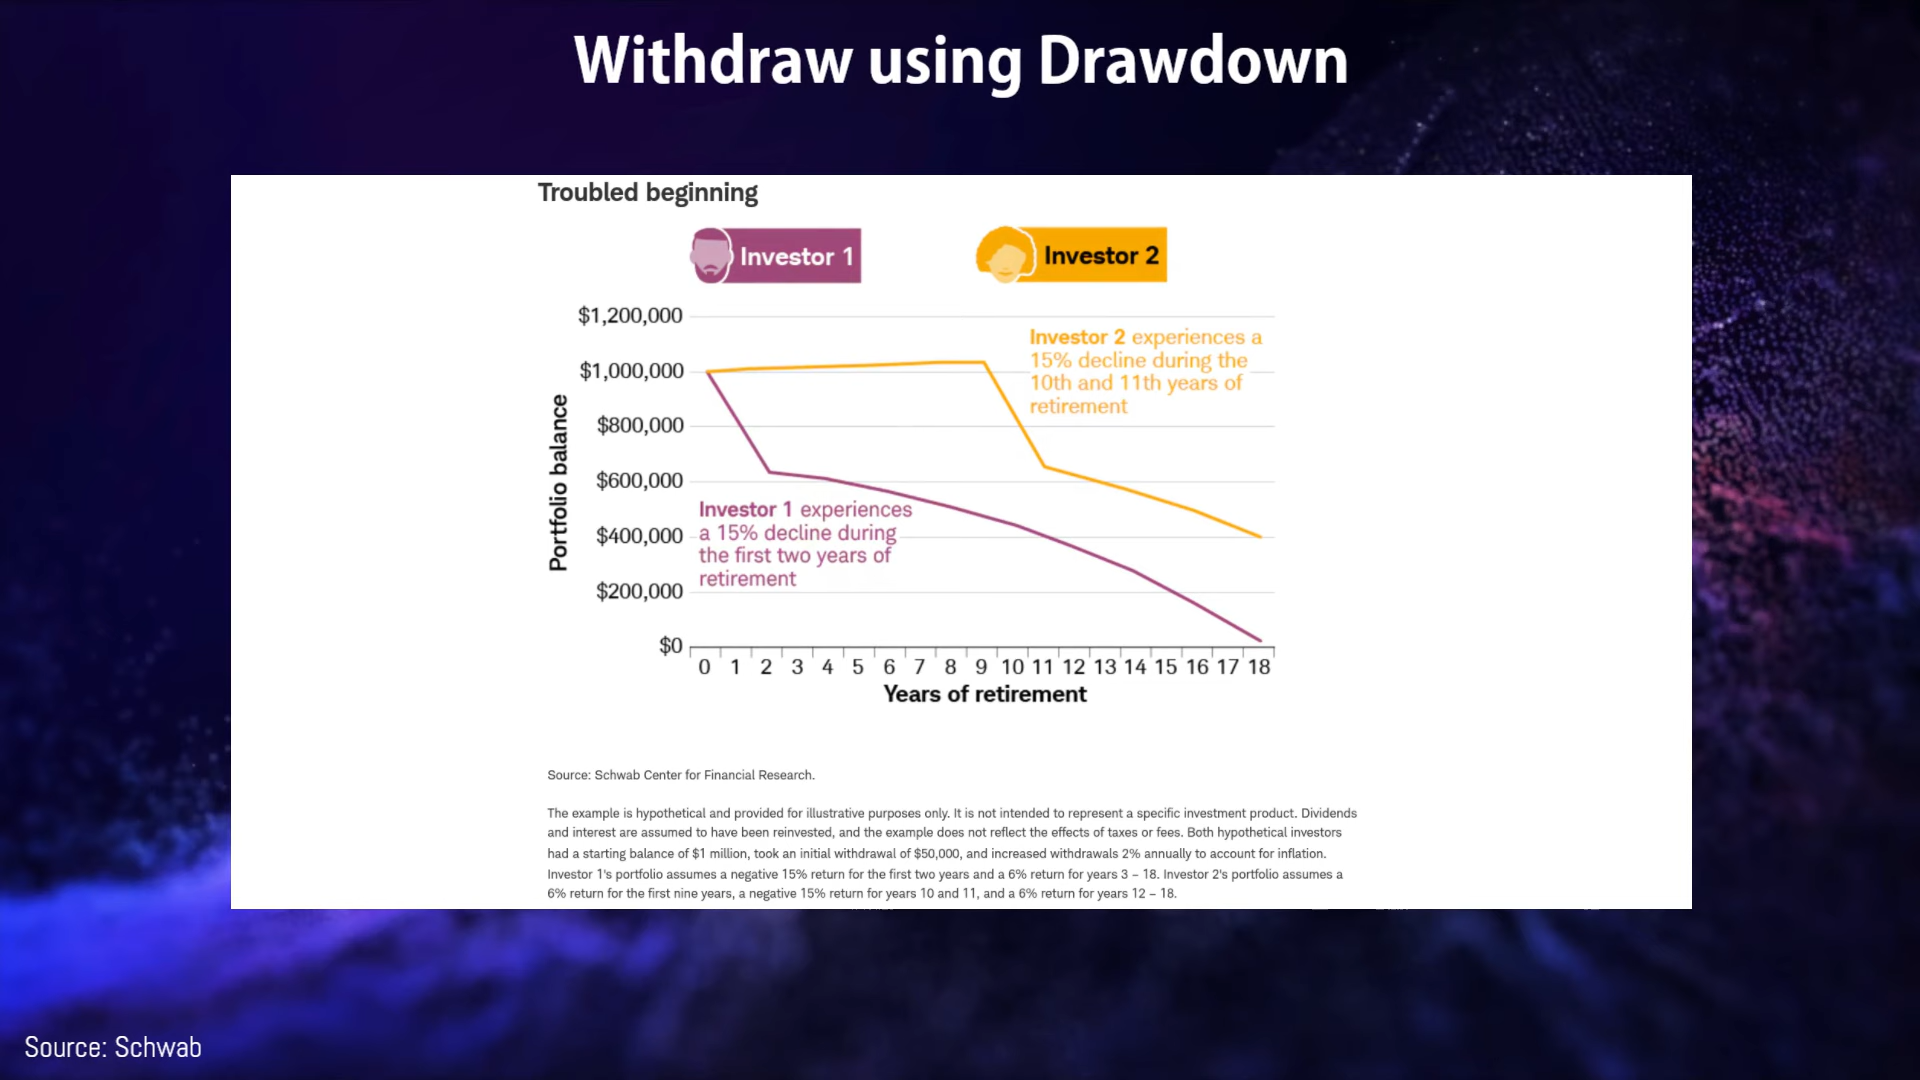 Withdraw using Drawdown
Troubled beginning
Investor 1
Investor 2
$1,200,000
$1,000,000
$800,000
$600,000
$400,000
$200,000
$0
Portfolio balance
Investor 2 experiences a
15% decline during the
10th and 11th years of
retirement
Investor 1 experiences
a 15% decline during
the first two years of
retirement
0 1 2 3 4 5 6 7 8 9 10 11 12 13 14 15 16 17 18
Years of retirement
Source: Schwab Center for Financial Research.
The example is hypothetical and provided for illustrative purposes only. It is not intended to represent a specific investment product. Dividends
and interest are assumed to have been reinvested, and the example does not reflect the effects of taxes or fees. Both hypothetical investors
had a starting balance of $1 million, took an initial withdrawal of $50,000, and increased withdrawals 2% annually to account for inflation.
Investor 1's portfolio assumes a negative 15% return for the first two years and a 6% return for years 3 – 18. Investor 2's portfolio assumes a
6% return for the first nine years, a negative 15% return for years 10 and 11, and a 6% return for years 12 – 18.
Source: Schwab